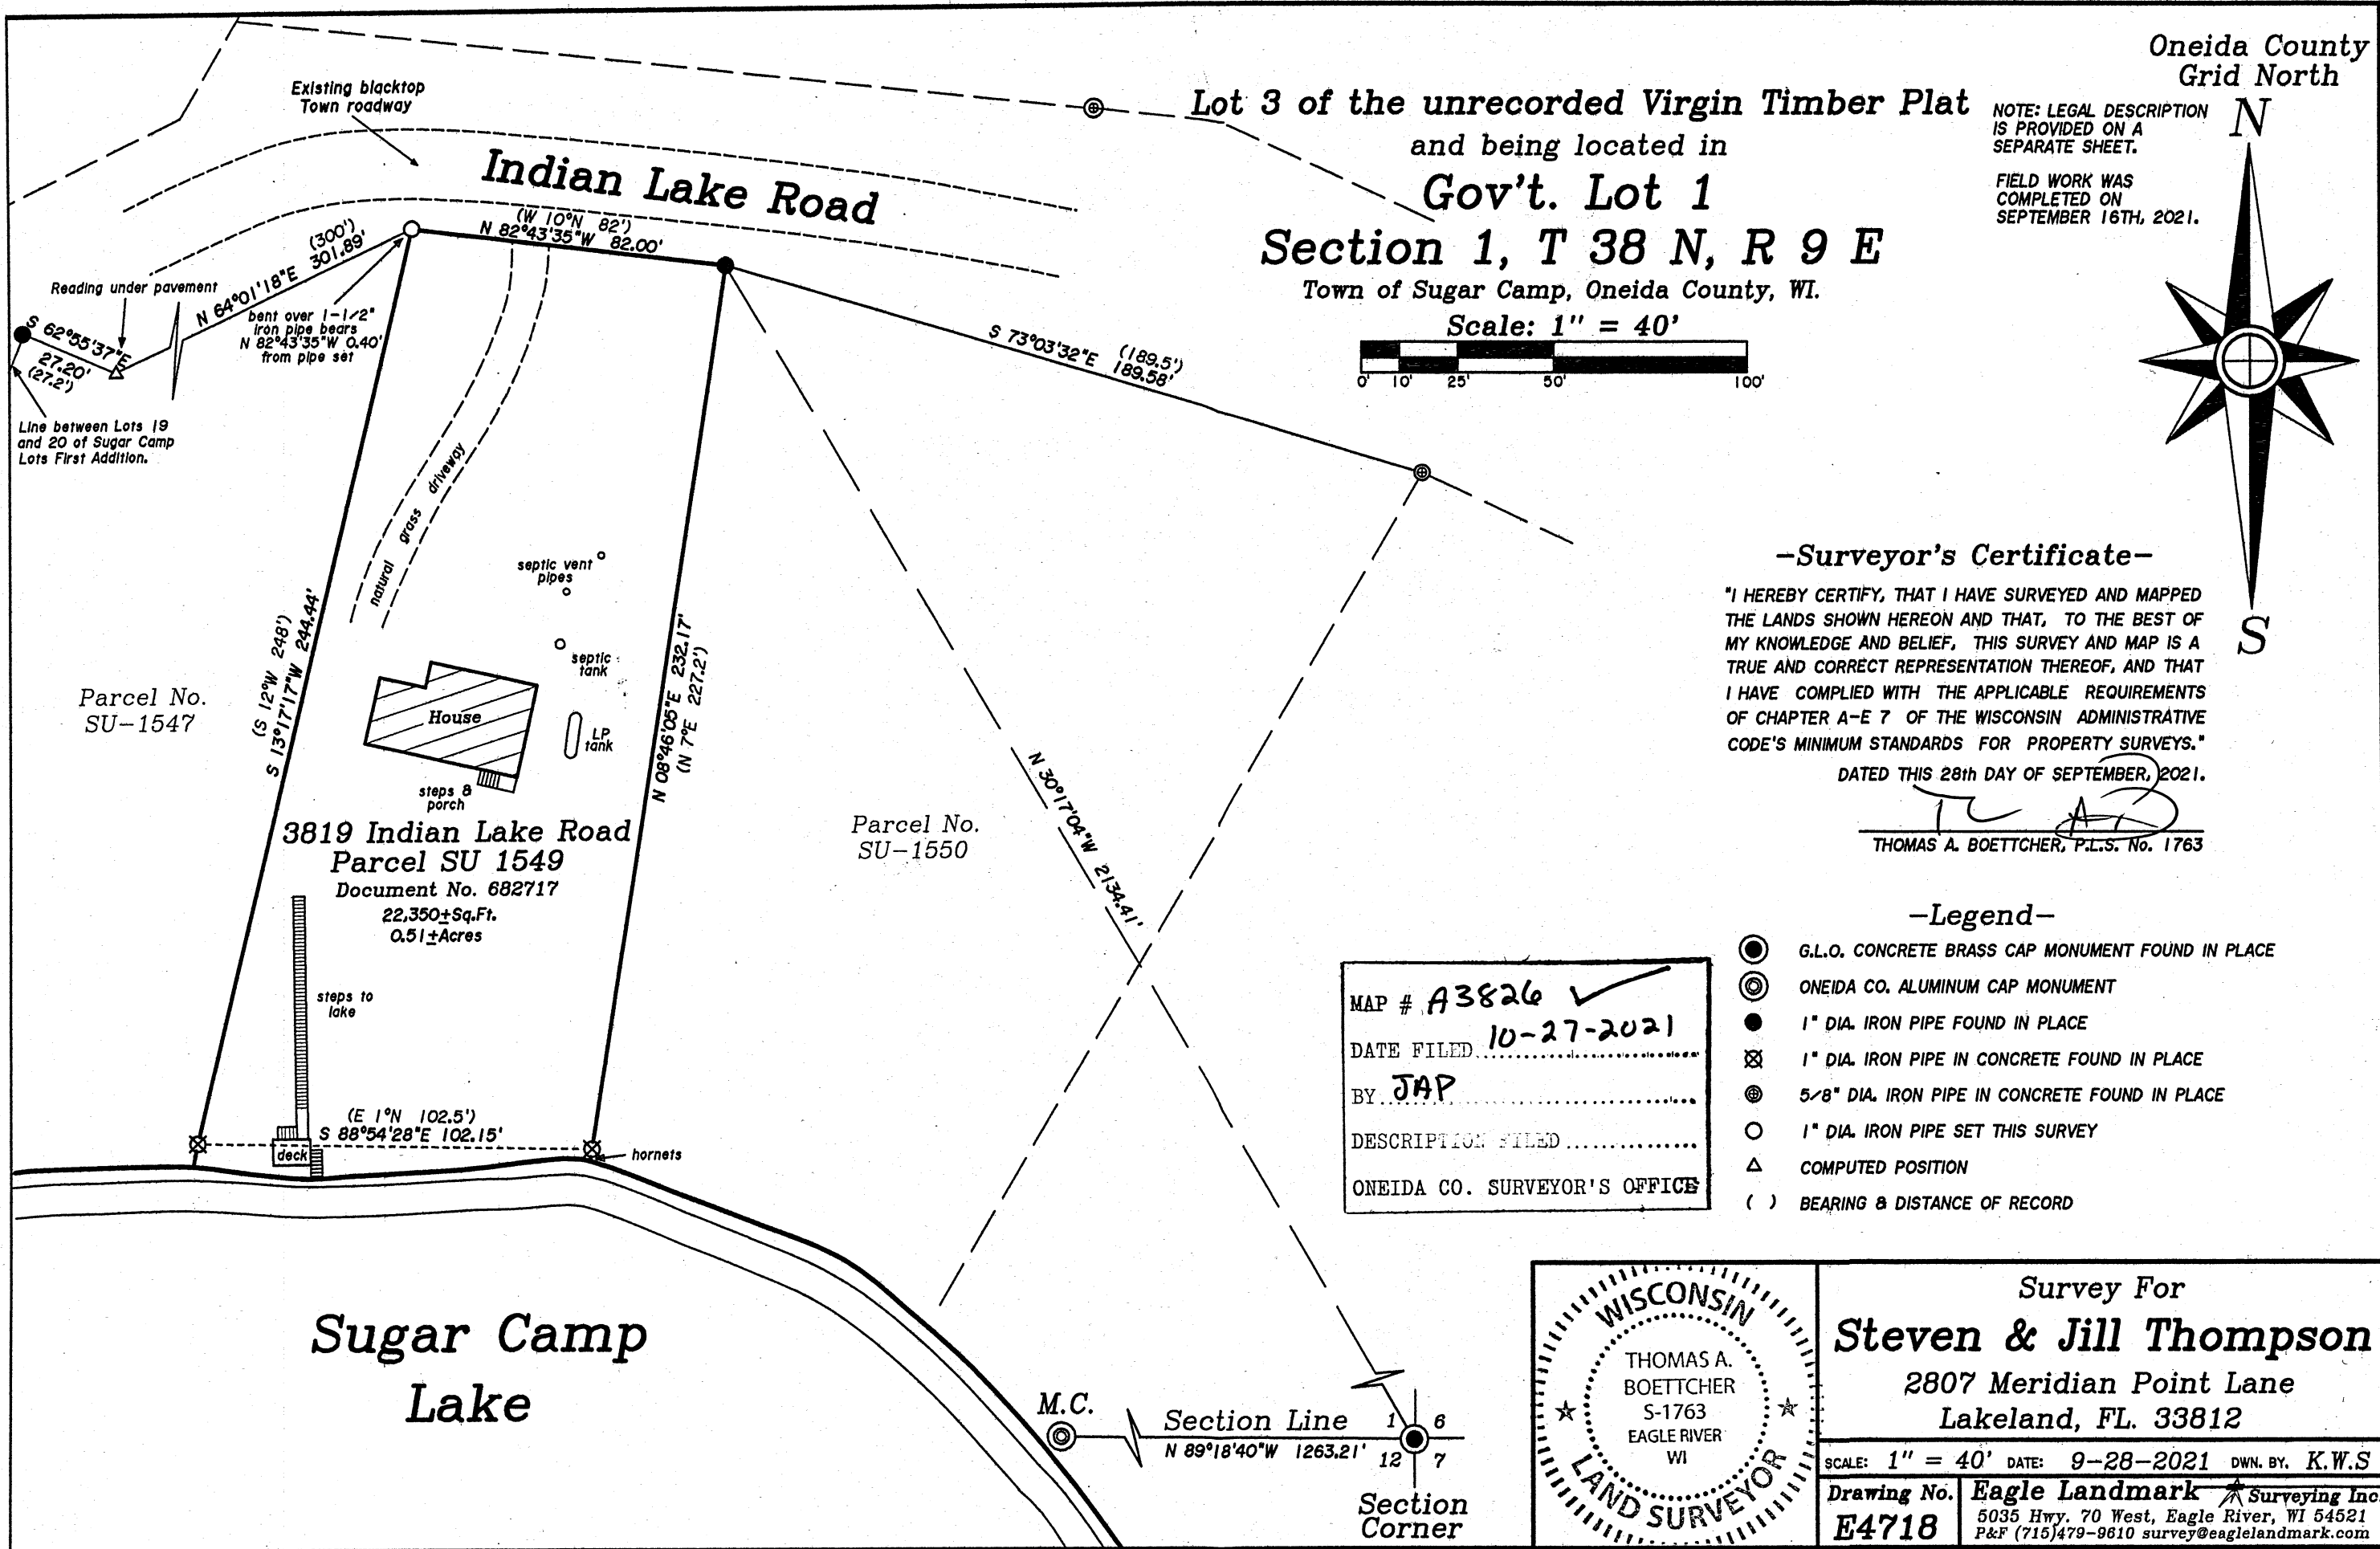 Oneida County
Grid North
N
S
NOTE: LEGAL DESCRIPTION
IS PROVIDED ON A
SEPARATE SHEET.
FIELD WORK WAS
COMPLETED ON
SEPTEMBER 16TH, 2021.
Lot 3 of the unrecorded Virgin Timber Plat
and being located in
Gov't. Lot 1
Section 1, T 38 N, R 9 E
Town of Sugar Camp, Oneida County, WI.
Scale: 1" = 40'
0' 10' 25' 50' 100'
Existing blacktop
Town roadway
Indian Lake Road
(W 10°N 82')
N 82°43'35"W 82.00'
(300')
N 64°01'18"E 301.89'
Reading under pavement
bent over 1-1/2"
iron pipe bears
N 82°43'35"W 0.40'
from pipe set
S 62°55'37"E
27.20'
(27.2')
Line between Lots 19
and 20 of Sugar Camp
Lots First Addition.
S 73°03'32"E (189.5')
189.58'
natural grass driveway
septic vent
pipes
septic
tank
House
LP
tank
steps &
porch
(S 12°W 248')
S 13°17'17"W 244.44'
N 08°46'05"E 232.17'
(N 7°E 227.2')
Parcel No.
SU-1547
3819 Indian Lake Road
Parcel SU 1549
Document No. 682717
22,350±Sq.Ft.
0.51±Acres
Parcel No.
SU-1550
N 30°17'04"W 2134.41'
steps to
lake
(E 1°N 102.5')
S 88°54'28"E 102.15'
deck
hornets
Sugar Camp
Lake
M.C.
Section Line
N 89°18'40"W 1263.21'
1 6
12 7
Section
Corner
-Surveyor's Certificate-
"I HEREBY CERTIFY, THAT I HAVE SURVEYED AND MAPPED
THE LANDS SHOWN HEREON AND THAT, TO THE BEST OF
MY KNOWLEDGE AND BELIEF, THIS SURVEY AND MAP IS A
TRUE AND CORRECT REPRESENTATION THEREOF, AND THAT
I HAVE COMPLIED WITH THE APPLICABLE REQUIREMENTS
OF CHAPTER A-E 7 OF THE WISCONSIN ADMINISTRATIVE
CODE'S MINIMUM STANDARDS FOR PROPERTY SURVEYS."
DATED THIS 28th DAY OF SEPTEMBER, 2021.
THOMAS A. BOETTCHER, P.L.S. No. 1763
-Legend-
G.L.O. CONCRETE BRASS CAP MONUMENT FOUND IN PLACE
ONEIDA CO. ALUMINUM CAP MONUMENT
1" DIA. IRON PIPE FOUND IN PLACE
1" DIA. IRON PIPE IN CONCRETE FOUND IN PLACE
5/8" DIA. IRON PIPE IN CONCRETE FOUND IN PLACE
1" DIA. IRON PIPE SET THIS SURVEY
COMPUTED POSITION
( ) BEARING & DISTANCE OF RECORD
MAP # A3826
DATE FILED 10-27-2021
BY JAP
DESCRIPTION FILED
ONEIDA CO. SURVEYOR'S OFFICE
WISCONSIN
THOMAS A.
BOETTCHER
S-1763
EAGLE RIVER
WI
LAND SURVEYOR
Survey For
Steven & Jill Thompson
2807 Meridian Point Lane
Lakeland, FL. 33812
SCALE: 1" = 40' DATE: 9-28-2021 DWN. BY. K.W.S
Drawing No.
E4718
Eagle Landmark Surveying Inc
5035 Hwy. 70 West, Eagle River, WI 54521
P&F (715)479-9610 survey@eaglelandmark.com